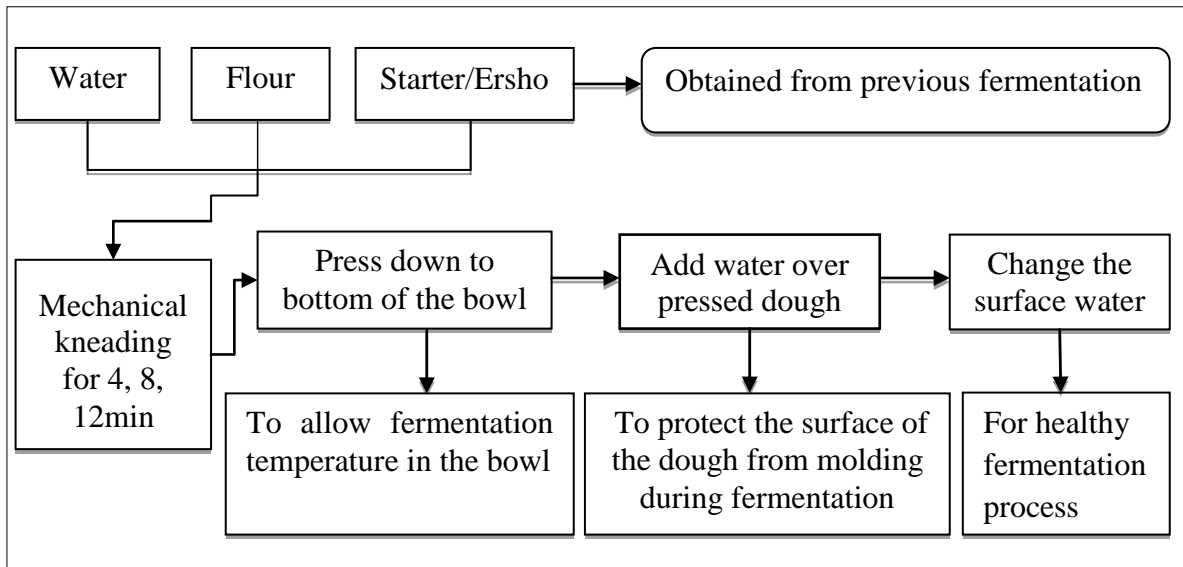 Water
Flour
Starter/Ersho
Obtained from previous fermentation
Mechanical
kneading
for 4, 8,
12min
Press down to
bottom of the bowl
Add water over
pressed dough
Change the
surface water
To allow fermentation
temperature in the bowl
To protect the surface of
the dough from molding
during fermentation
For healthy
fermentation
process